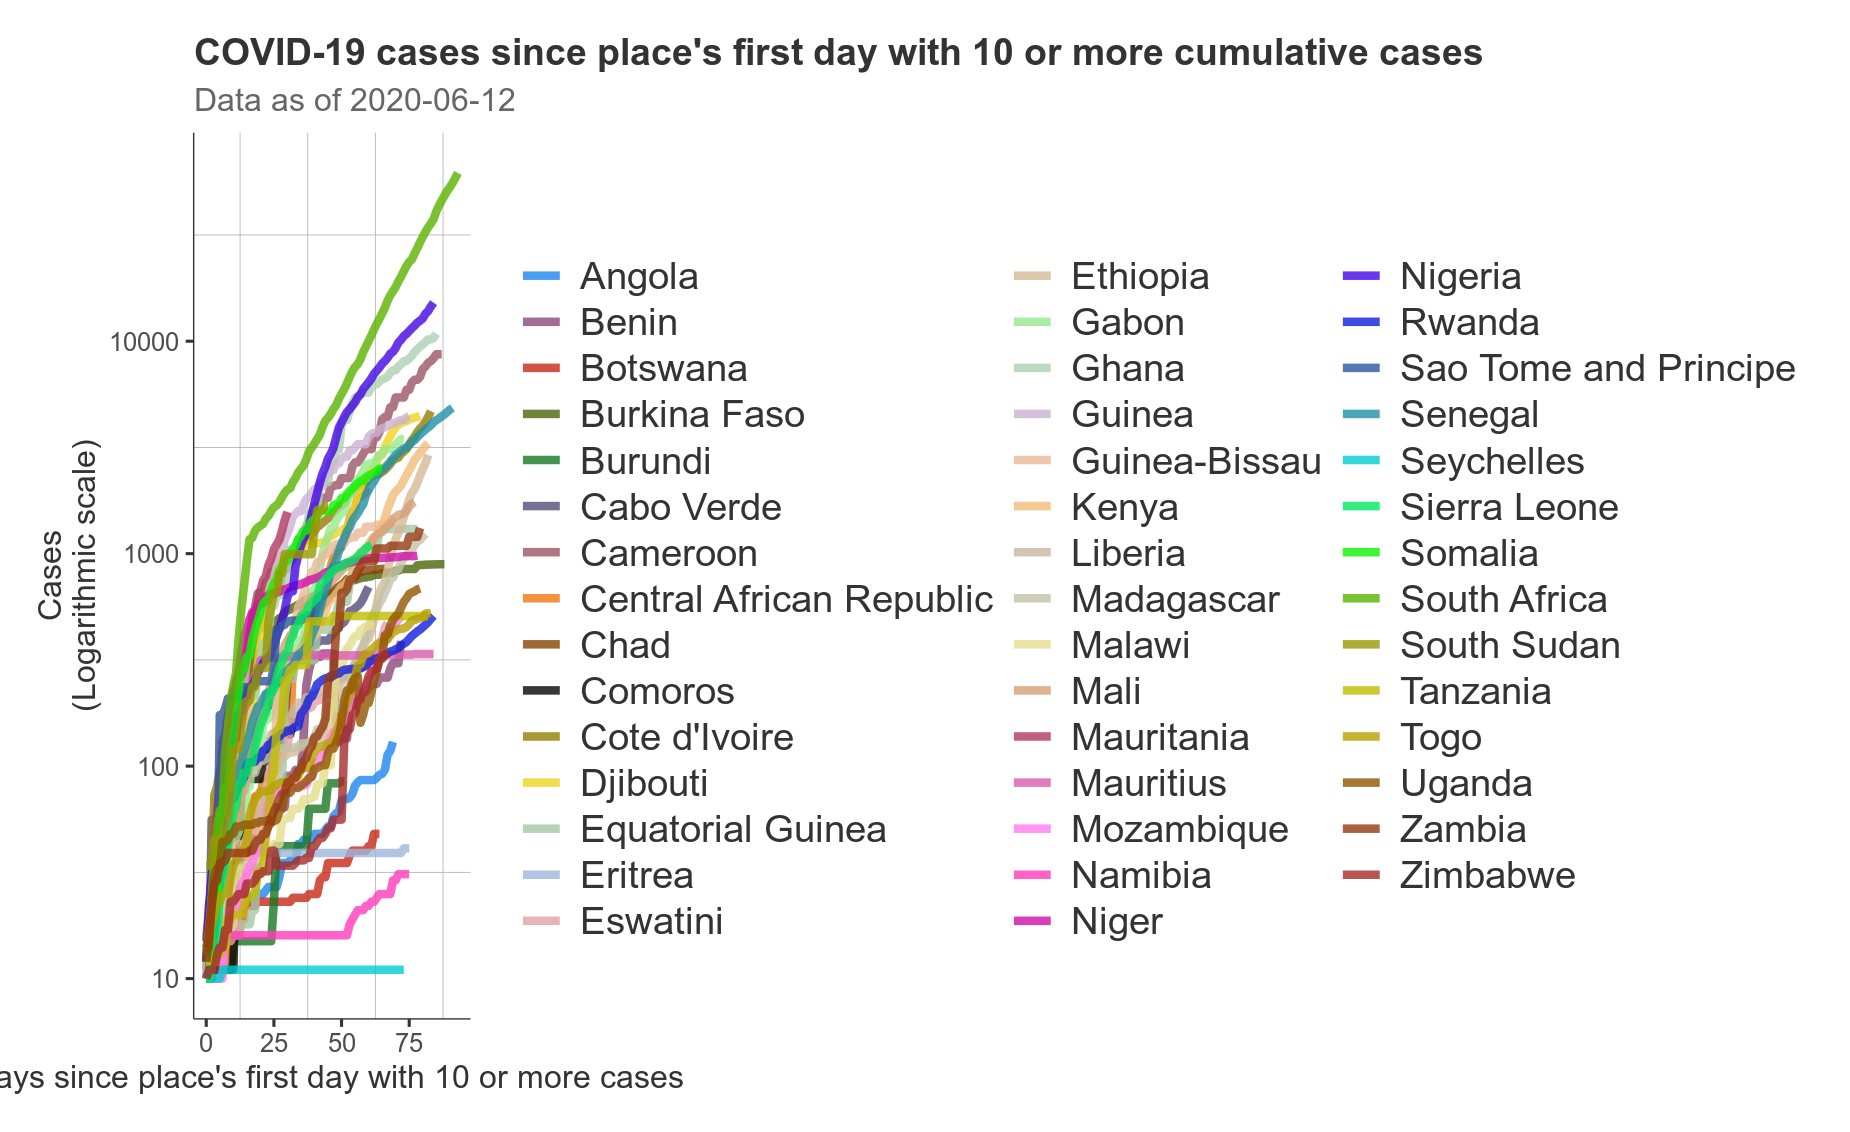 COVID-19 cases since place's first day with 10 or more cumulative cases
Data as of 2020-06-12
Cases
(Logarithmic scale)
10000
1000
100
10
0 25 50 75
ays since place's first day with 10 or more cases
Angola
Benin
Botswana
Burkina Faso
Burundi
Cabo Verde
Cameroon
Central African Republic
Chad
Comoros
Cote d'Ivoire
Djibouti
Equatorial Guinea
Eritrea
Eswatini
Ethiopia
Gabon
Ghana
Guinea
Guinea-Bissau
Kenya
Liberia
Madagascar
Malawi
Mali
Mauritania
Mauritius
Mozambique
Namibia
Niger
Nigeria
Rwanda
Sao Tome and Principe
Senegal
Seychelles
Sierra Leone
Somalia
South Africa
South Sudan
Tanzania
Togo
Uganda
Zambia
Zimbabwe